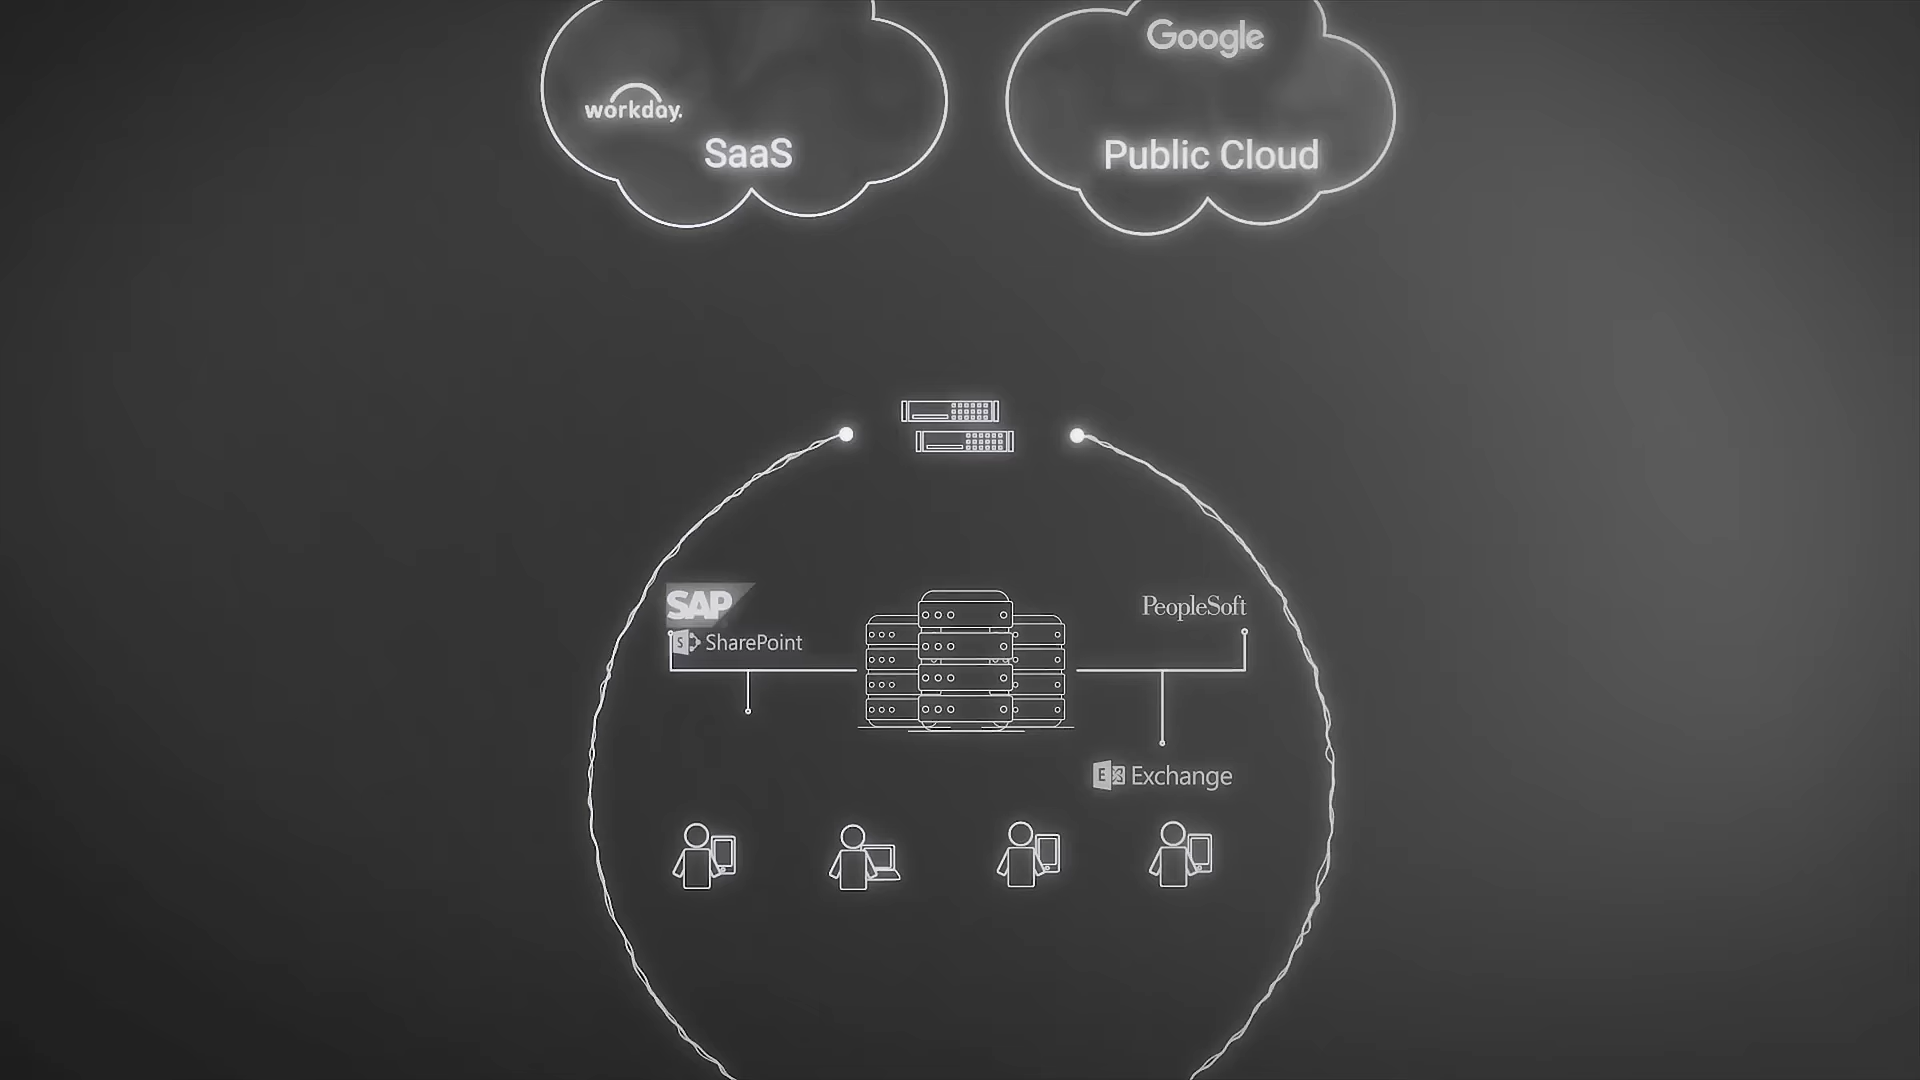 Google
workday.
SaaS
Public Cloud
SAP
PeopleSoft
S SharePoint
E Exchange